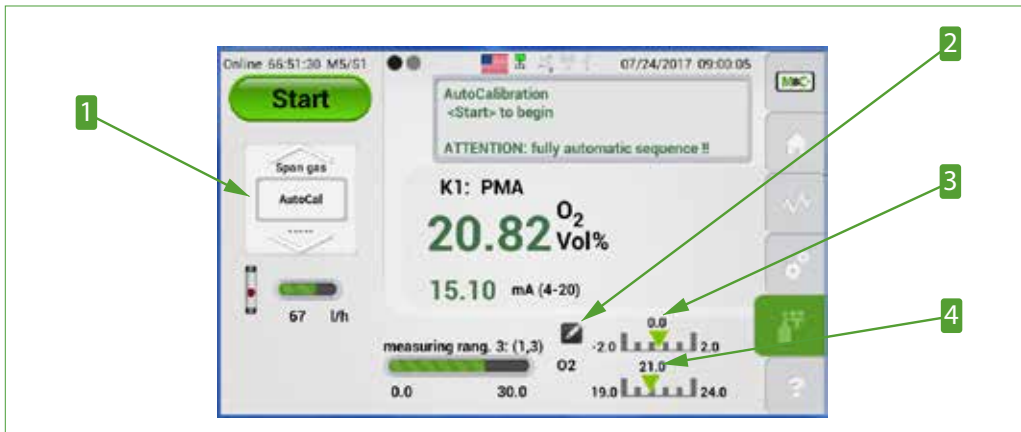 2
Online 66:51:30 M5/S1
07/24/2017 09:00:05
1
Start
AutoCalibration
<Start> to begin
ATTENTION: fully automatic sequence !!
Span gas
AutoCal
.....
K1: PMA
20.82 O2 Vol%
3
15.10 mA (4-20)
67 l/h
measuring rang. 3: (1,3)
0.0 30.0
O2
0.0
-2.0 2.0
4
21.0
19.0 24.0
?